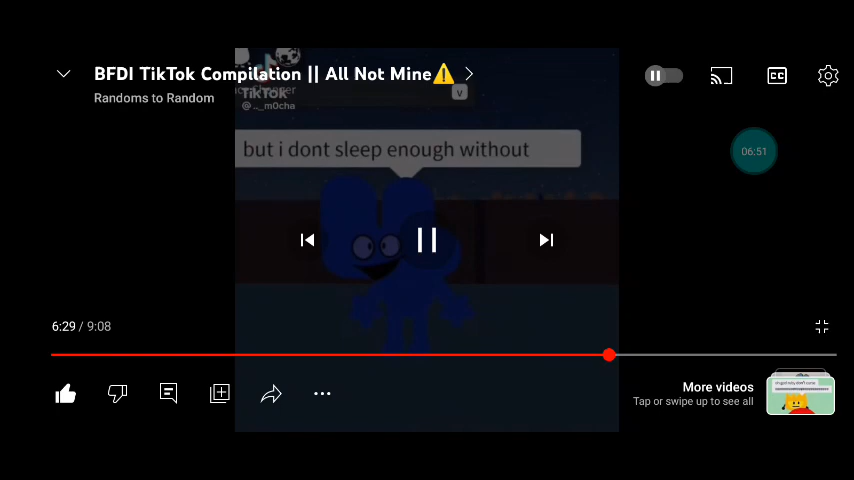 BFDI TikTok Compilation || All Not Mine⚠️
Randoms to Random
TikTok
@.._m0cha
v
CC
06:51
but i dont sleep enough without
6:29 / 9:08
More videos
Tap or swipe up to see all